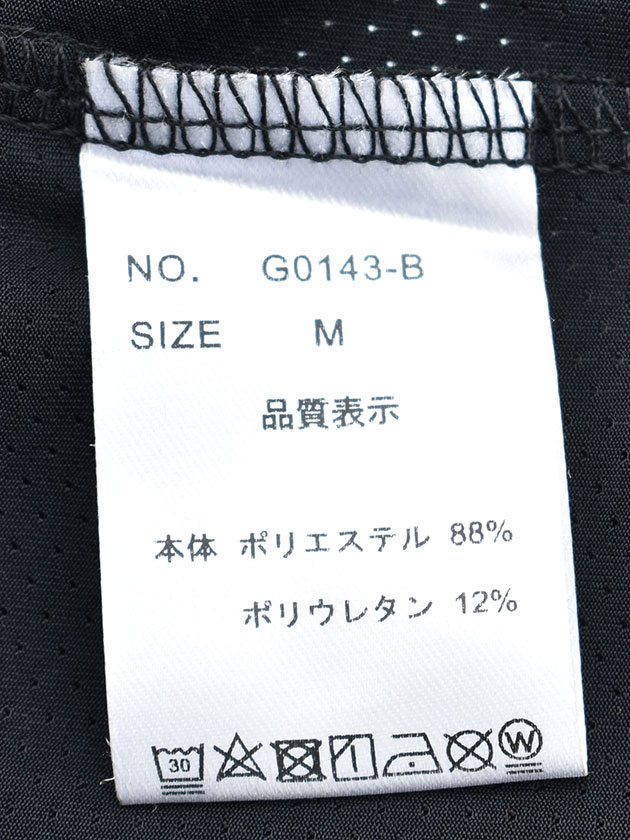 NO. G0143-B
SIZE M
品質表示
本体 ポリエステル 88%
ポリウレタン 12%
30 W